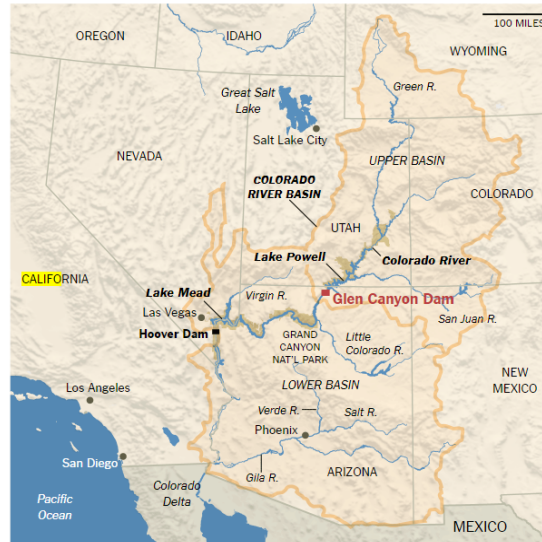 100 MILES
OREGON
IDAHO
WYOMING
Green R.
Great Salt
Lake
Salt Lake City
NEVADA
UPPER BASIN
COLORADO
RIVER BASIN
COLORADO
UTAH
Lake Powell
Colorado River
CALIFORNIA
Lake Mead
Virgin R.
Glen Canyon Dam
Las Vegas
San Juan R.
Hoover Dam
GRAND
CANYON
NAT'L PARK
Little
Colorado R.
NEW
MEXICO
Los Angeles
LOWER BASIN
Verde R.
Salt R.
Phoenix
San Diego
Gila R.
ARIZONA
Colorado
Delta
Pacific
Ocean
MEXICO